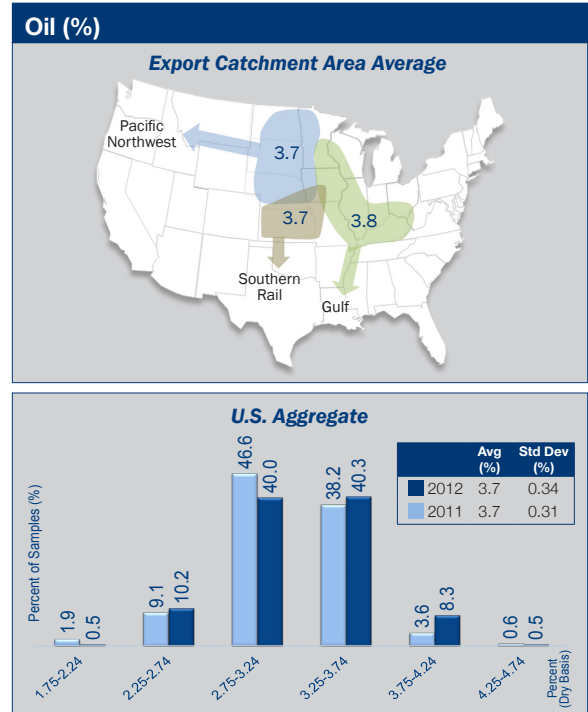 Oil (%)
Export Catchment Area Average
Pacific
Northwest
3.7
3.7
3.8
Southern
Rail
Gulf
U.S. Aggregate
Avg
(%)
Std Dev
(%)
2012 3.7 0.34
2011 3.7 0.31
Percent of Samples (%)
1.9
0.5
9.1
10.2
46.6
40.0
38.2
40.3
3.6
8.3
0.6
0.5
1.75-2.24
2.25-2.74
2.75-3.24
3.25-3.74
3.75-4.24
4.25-4.74
Percent
(Dry Basis)